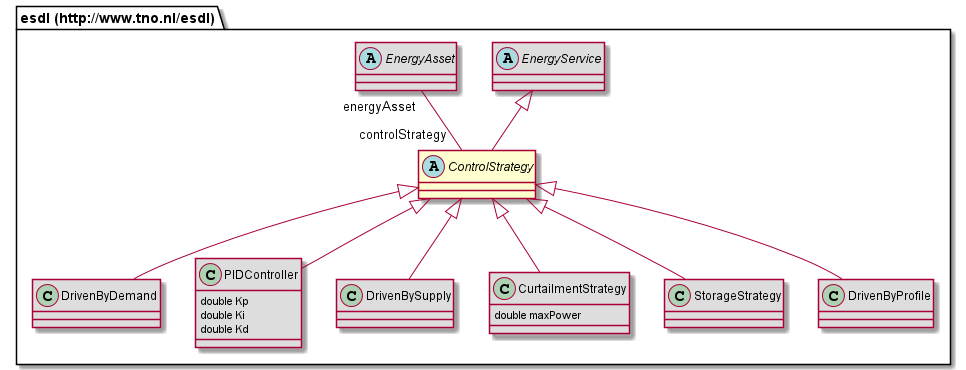 esdl (http://www.tno.nl/esdl)
A EnergyAsset
A EnergyService
energyAsset
controlStrategy
A ControlStrategy
C DrivenByDemand
C PIDController
double Kp
double Ki
double Kd
C DrivenBySupply
C CurtailmentStrategy
double maxPower
C StorageStrategy
C DrivenByProfile